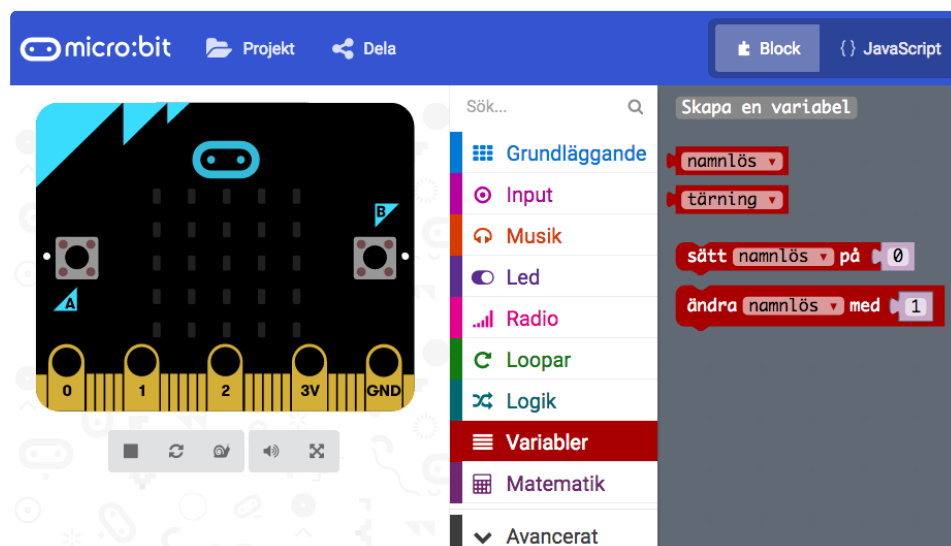 micro:bit
Projekt
Dela
Block
{} JavaScript
B
A
0 1 2 3V GND
Sök...
Grundläggande
Input
Musik
Led
Radio
Loopar
Logik
Variabler
Matematik
Avancerat
Skapa en variabel
namnlös
tärning
sätt namnlös på 0
ändra namnlös med 1